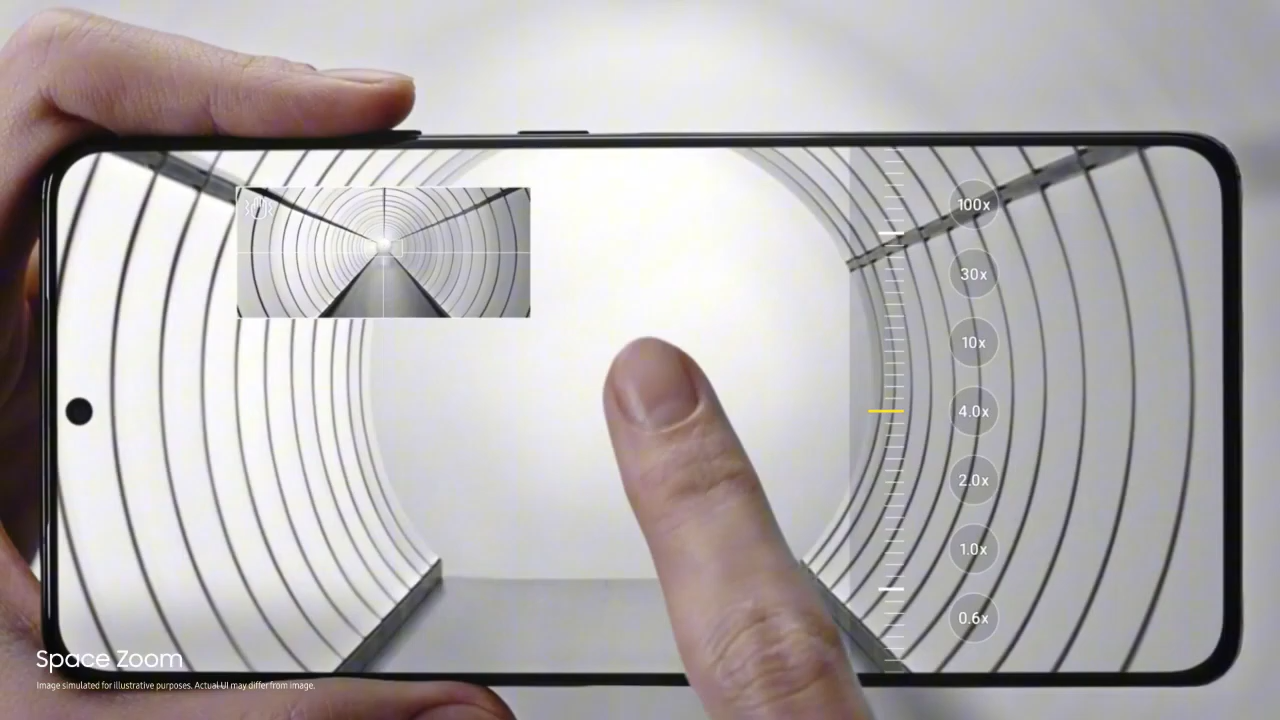 100x
30x
10x
4.0x
2.0x
1.0x
0.6x
Space Zoom
Image simulated for illustrative purposes. Actual UI may differ from image.